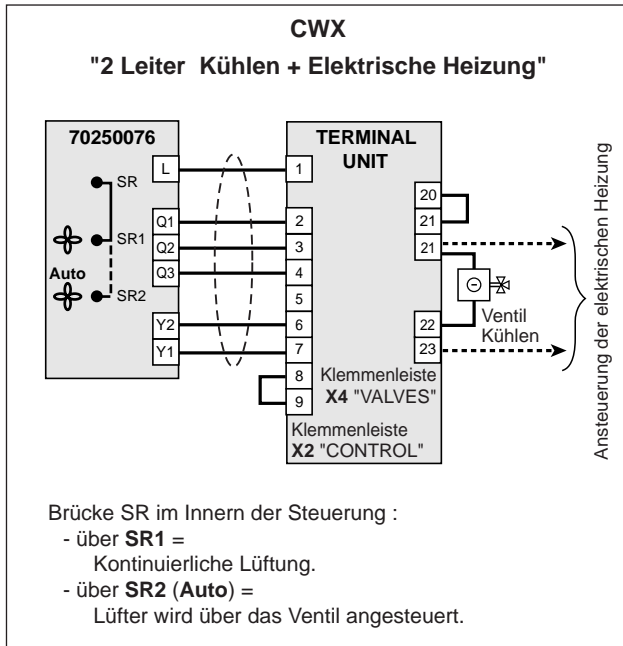 CWX
"2 Leiter Kühlen + Elektrische Heizung"
70250076
TERMINAL
UNIT
L
1
SR
20
21
Q1
2
SR1
Q2
3
21
Auto
Q3
4
SR2
5
Ventil
Kühlen
Y2
6
22
Y1
7
23
8
Klemmenleiste
X4 "VALVES"
9
Klemmenleiste
X2 "CONTROL"
Ansteuerung der elektrischen Heizung
Brücke SR im Innern der Steuerung :
- über SR1 =
Kontinuierliche Lüftung.
- über SR2 (Auto) =
Lüfter wird über das Ventil angesteuert.